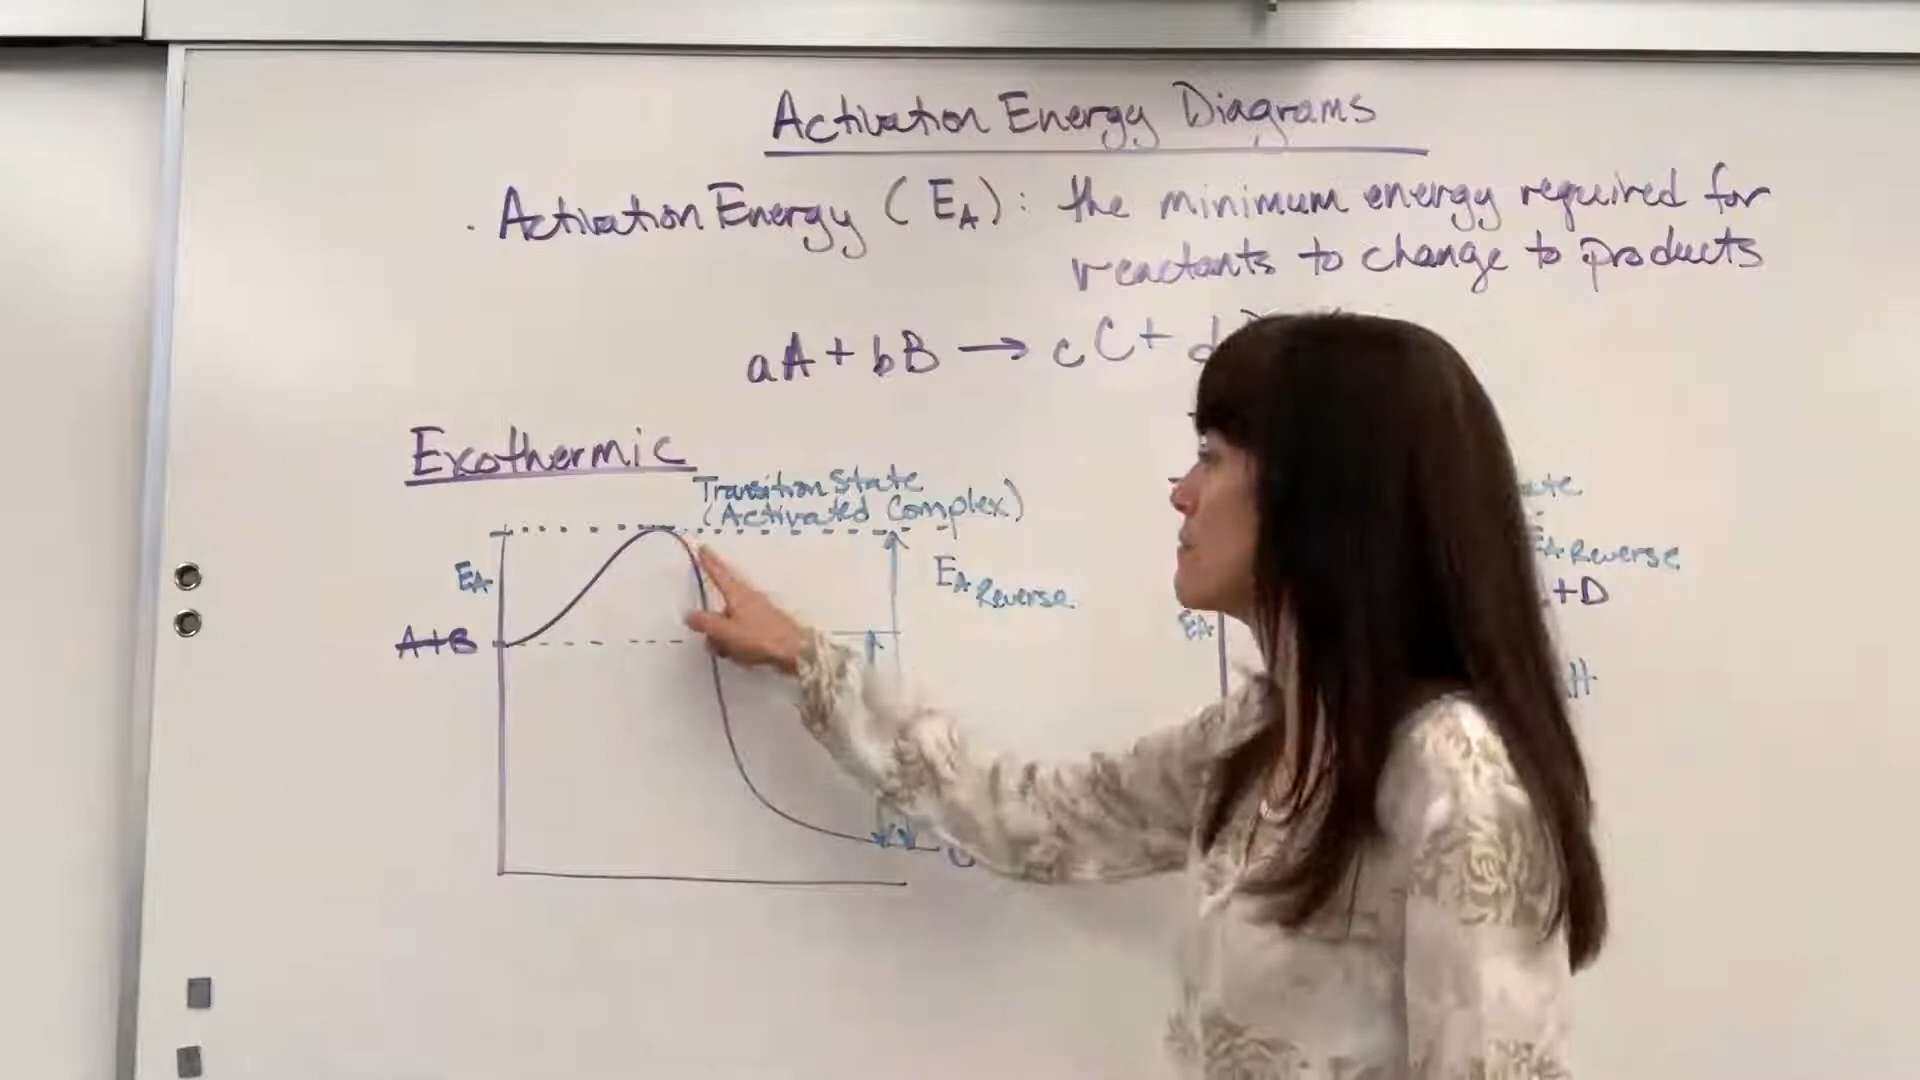 Activation Energy Diagrams
. Activation Energy (EA): the minimum energy required for
reactants to change to products
aA + bB → cC + d
Exothermic
Transition State
(Activated Complex)
EA
EA Reverse
A+B
EA Reverse
+D
EA
H